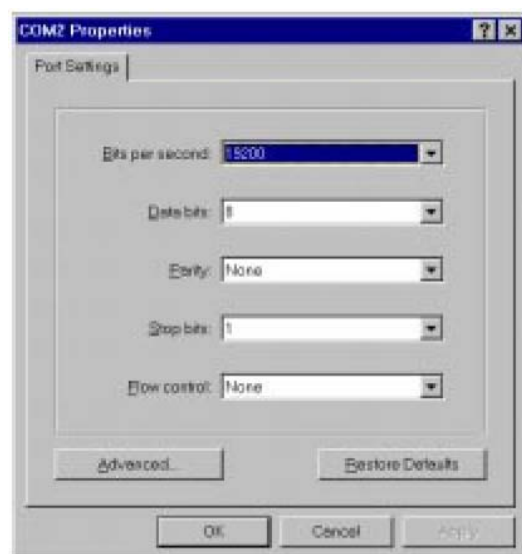 COM2 Properties
Port Settings
Bits per second: 19200
Data bits: 8
Parity: None
Stop bits: 1
Flow control: None
Advanced...
Restore Defaults
OK
Cancel
Apply